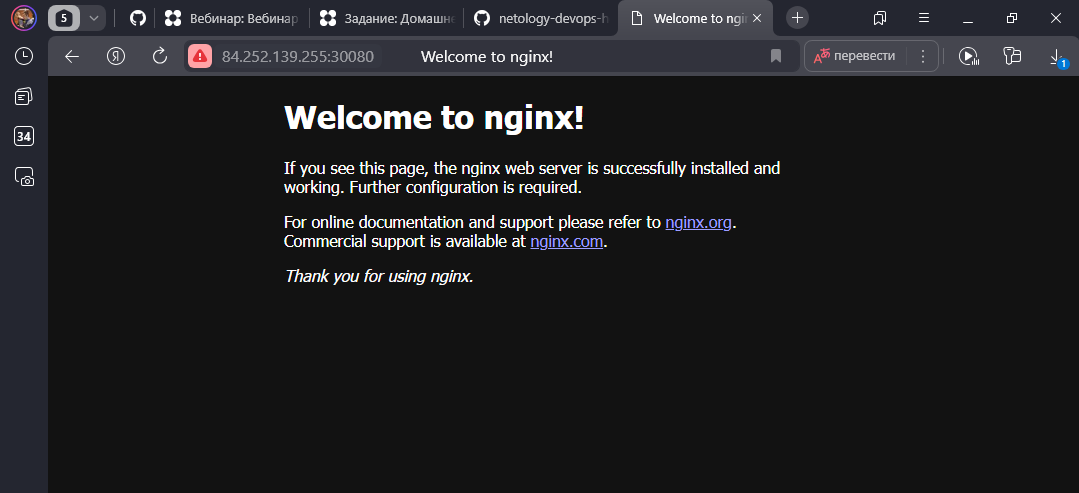 5
Вебинар: Вебинар
Задание: Домашне
netology-devops-h
Welcome to ngi
84.252.139.255:30080
Welcome to nginx!
перевести
1
34
Welcome to nginx!
If you see this page, the nginx web server is successfully installed and
working. Further configuration is required.
For online documentation and support please refer to nginx.org.
Commercial support is available at nginx.com.
Thank you for using nginx.